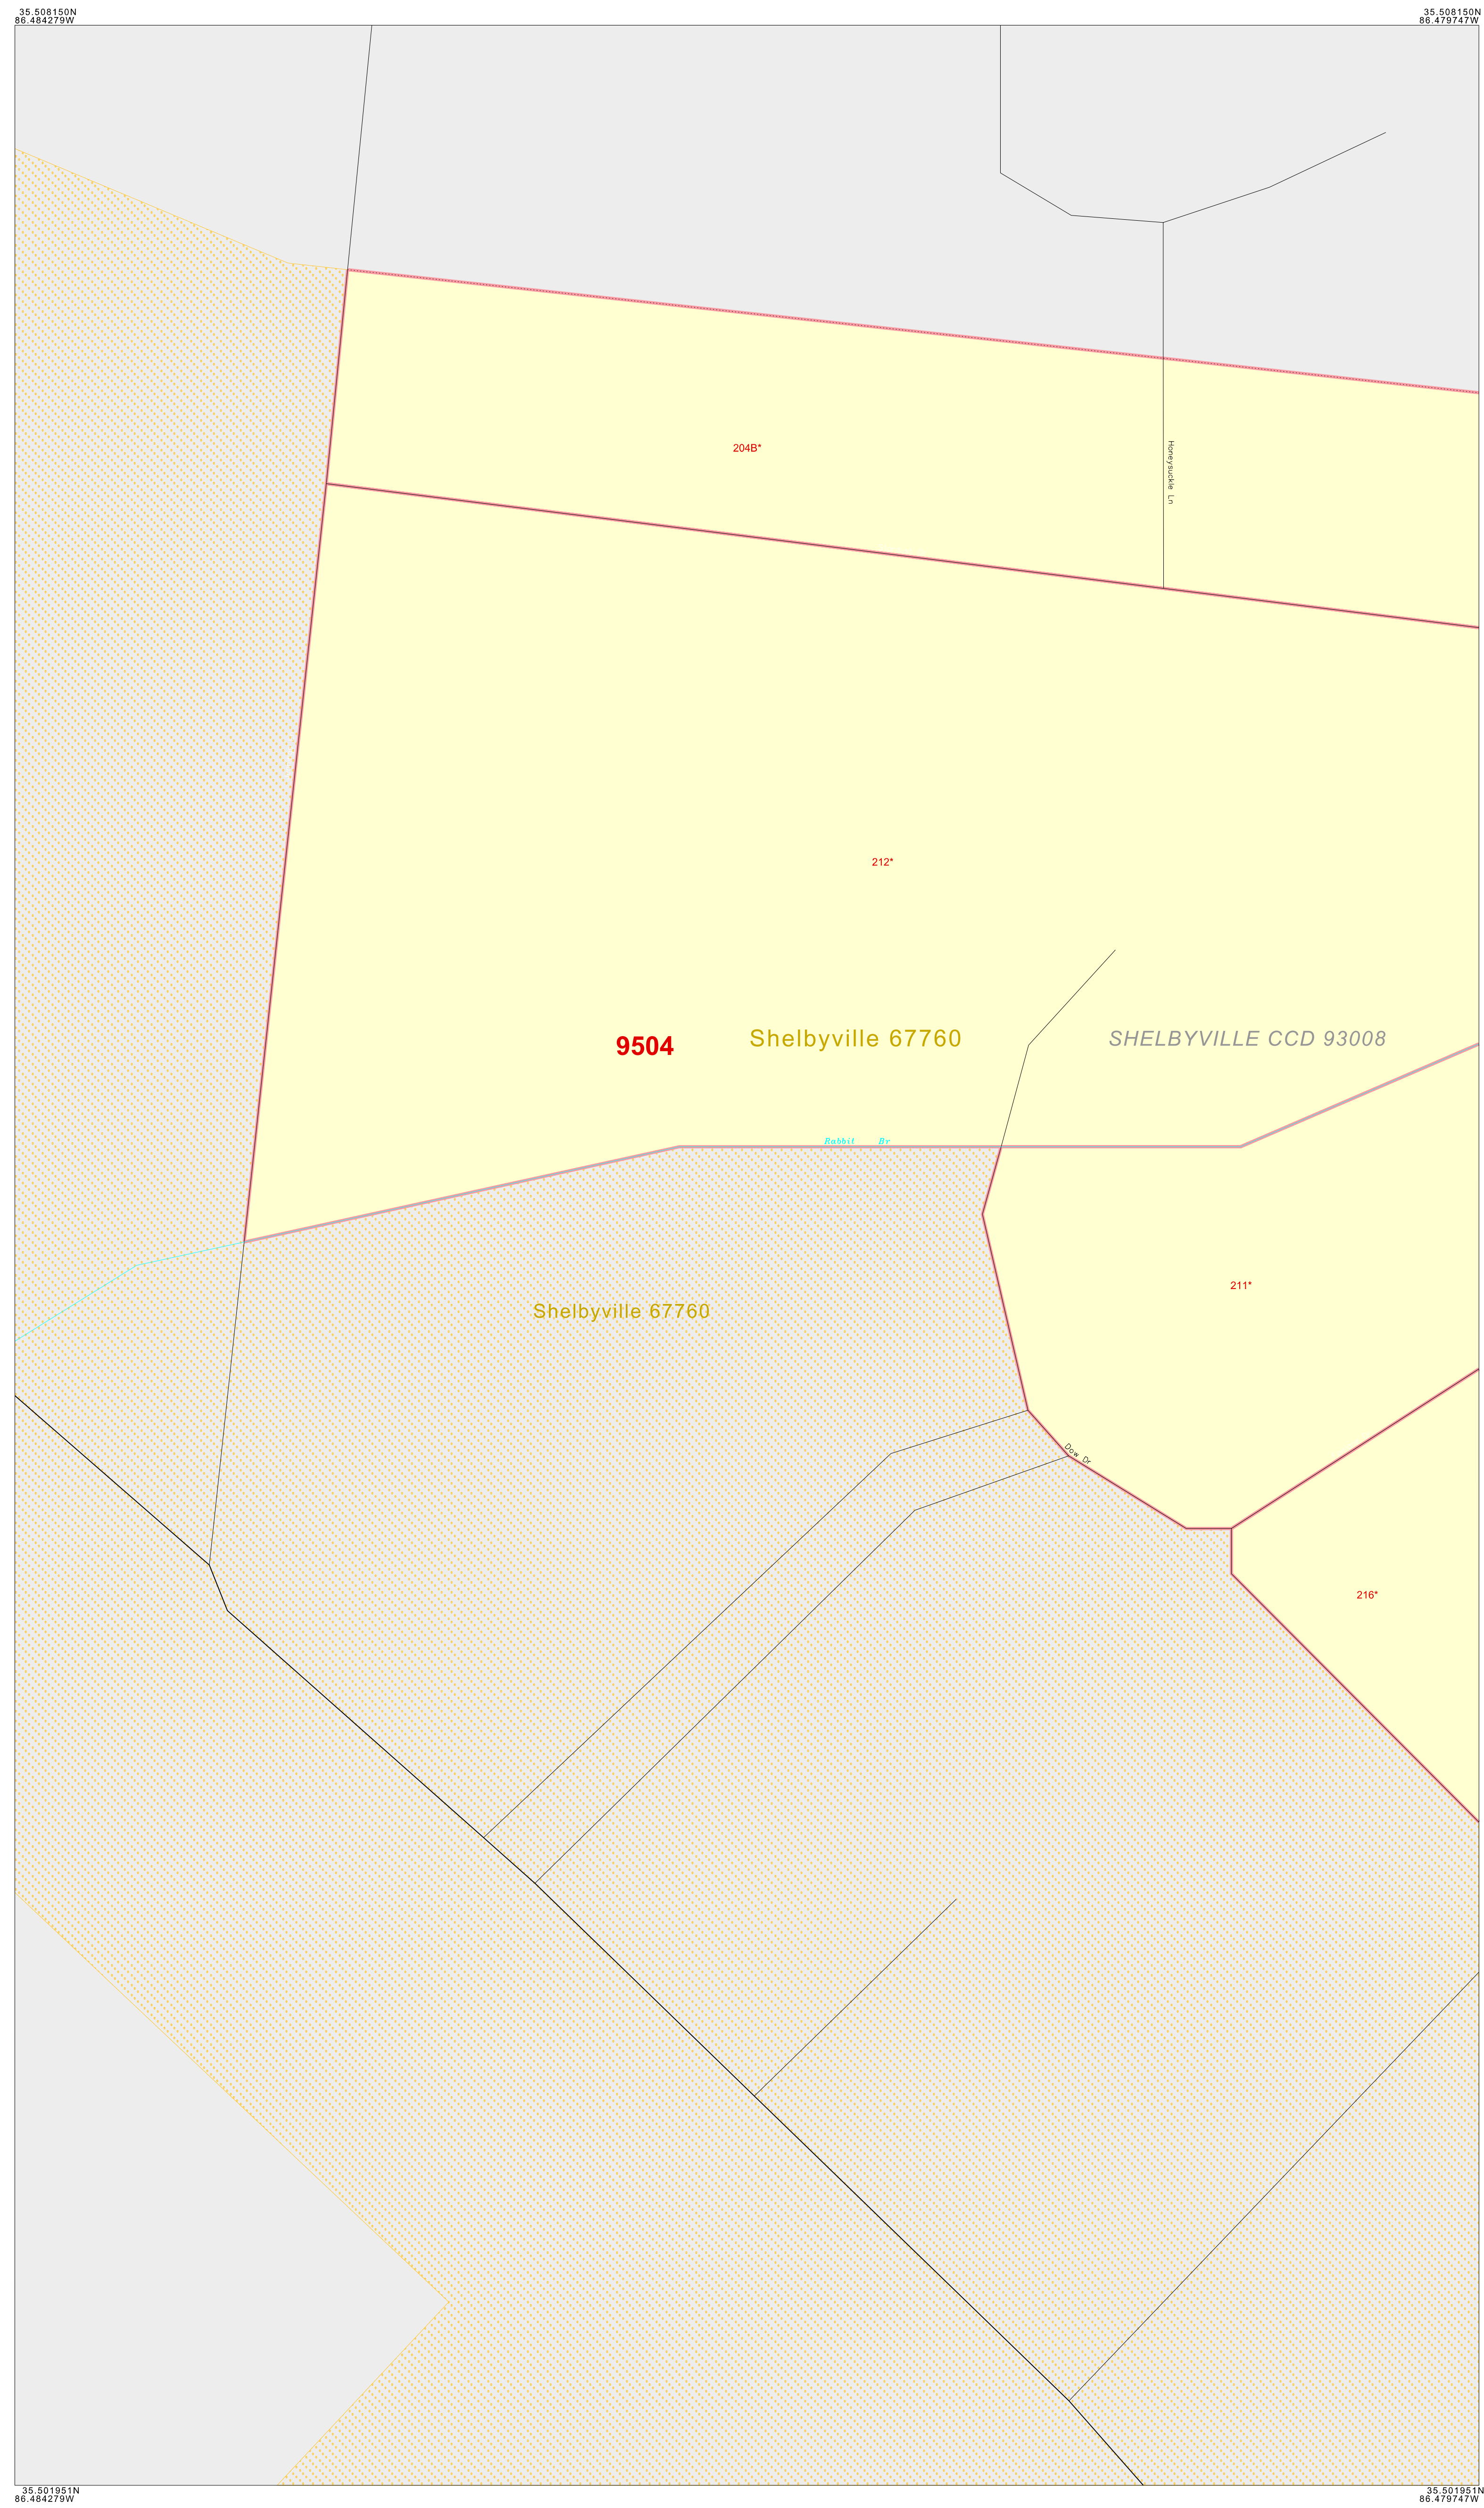 35.508150N
86.484279W
35.508150N
86.479747W
204B*
Honeysuckle Ln
212*
9504
Shelbyville 67760
SHELBYVILLE CCD 93008
Rabbit Br
211*
Shelbyville 67760
Dow Dr
216*
35.501951N
86.484279W
35.501951N
86.479747W